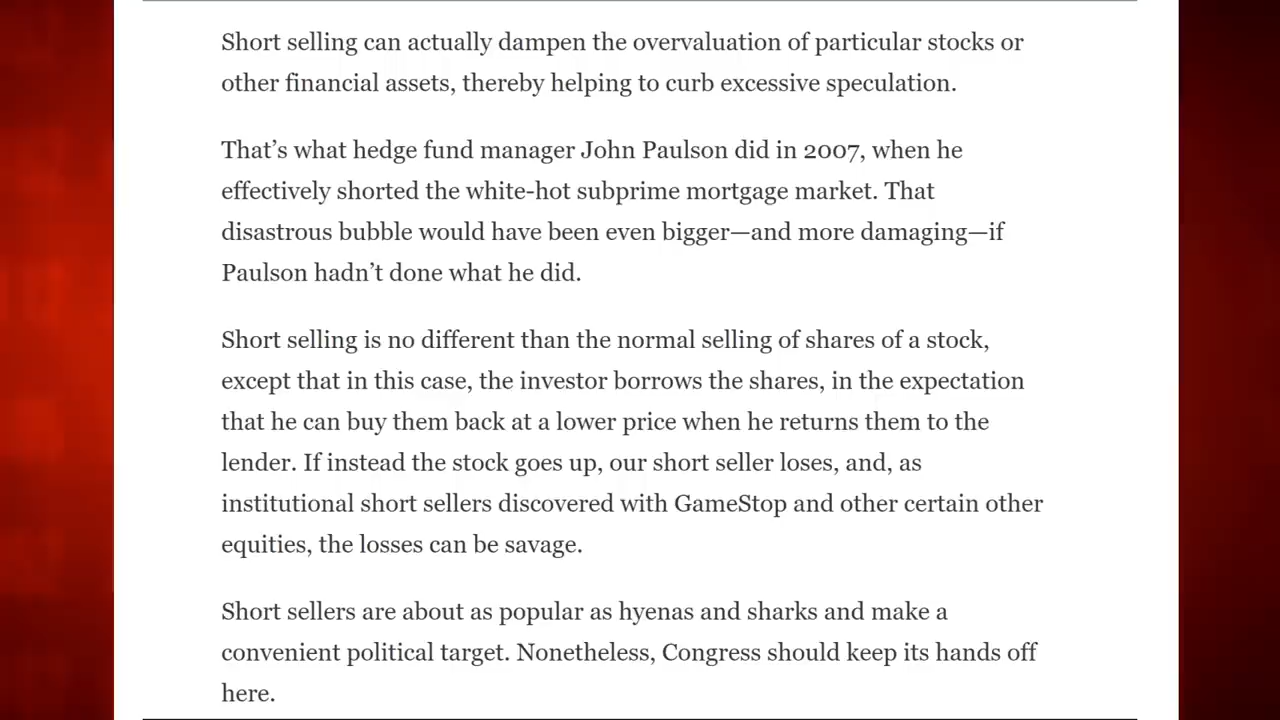 Short selling can actually dampen the overvaluation of particular stocks or
other financial assets, thereby helping to curb excessive speculation.
That’s what hedge fund manager John Paulson did in 2007, when he
effectively shorted the white-hot subprime mortgage market. That
disastrous bubble would have been even bigger—and more damaging—if
Paulson hadn’t done what he did.
Short selling is no different than the normal selling of shares of a stock,
except that in this case, the investor borrows the shares, in the expectation
that he can buy them back at a lower price when he returns them to the
lender. If instead the stock goes up, our short seller loses, and, as
institutional short sellers discovered with GameStop and other certain other
equities, the losses can be savage.
Short sellers are about as popular as hyenas and sharks and make a
convenient political target. Nonetheless, Congress should keep its hands off
here.